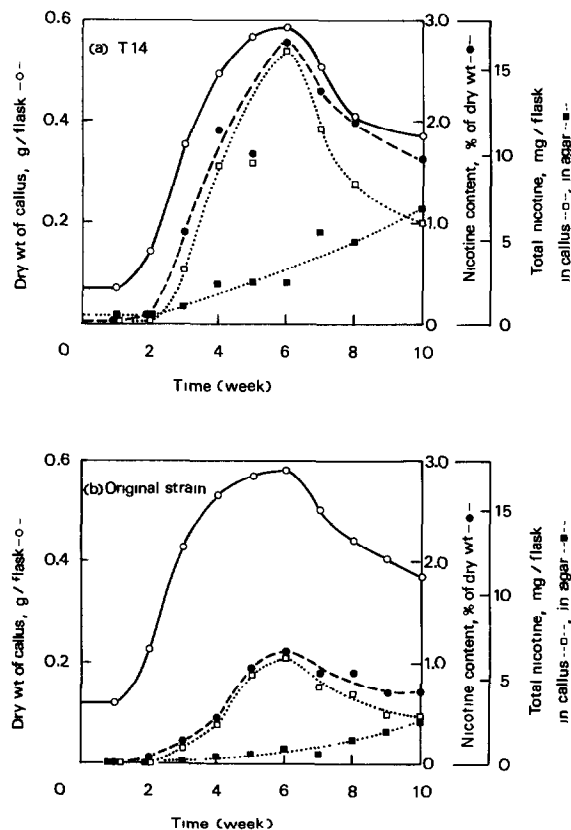 (a) T14
0.6
0.4
0.2
0
Dry wt of callus, g/flask -o-
3.0
2.0
1.0
0
Nicotine content, % of dry wt -●-
15
10
5
0
Total nicotine, mg/flask
in callus --□--, in agar --■--
2
4
6
8
10
Time (week)
(b) Original strain
0.6
0.4
0.2
0
Dry wt of callus, g/flask -o-
3.0
2.0
1.0
0
Nicotine content, % of dry wt -●-
15
10
5
0
Total nicotine, mg/flask
in callus --□--, in agar --■--
2
4
6
8
10
Time (week)